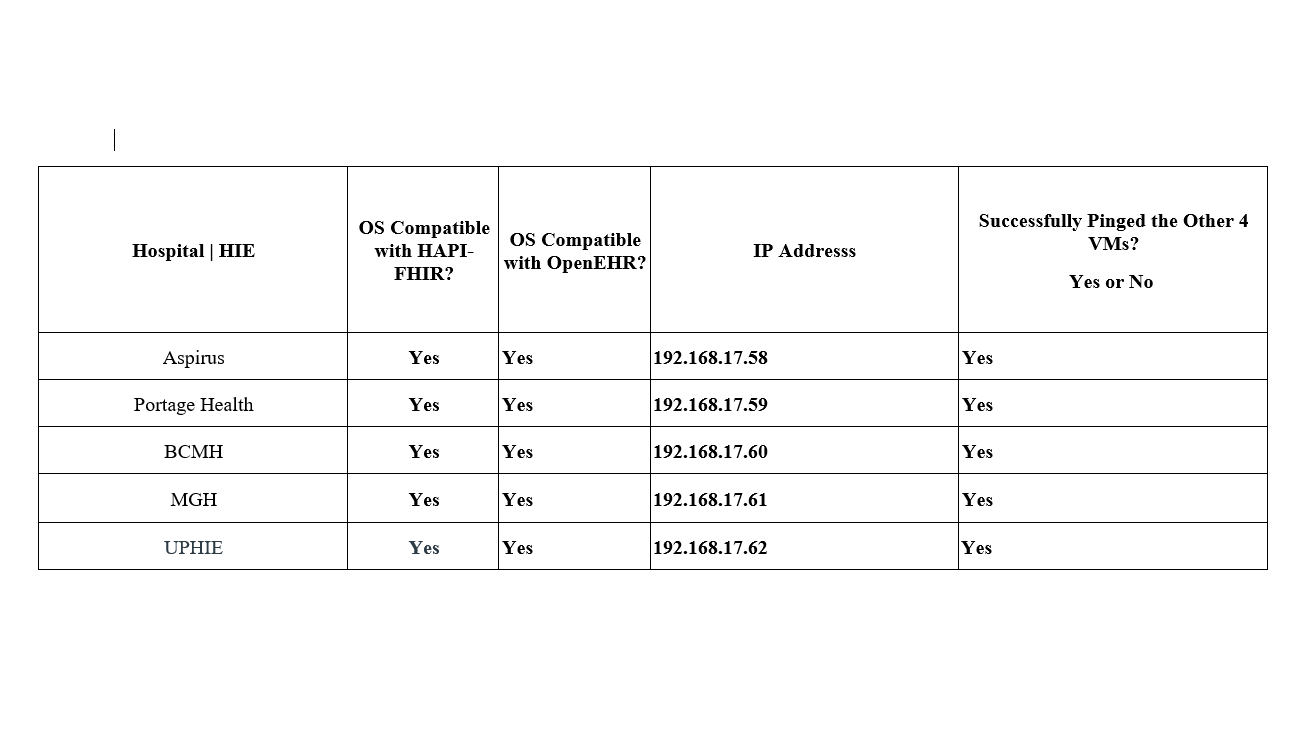 Hospital | HIE
OS Compatible
with HAPI-
FHIR?
OS Compatible
with OpenEHR?
IP Addresss
Successfully Pinged the Other 4
VMs?
Yes or No
Aspirus Yes Yes 192.168.17.58 Yes
Portage Health Yes Yes 192.168.17.59 Yes
BCMH Yes Yes 192.168.17.60 Yes
MGH Yes Yes 192.168.17.61 Yes
UPHIE Yes Yes 192.168.17.62 Yes